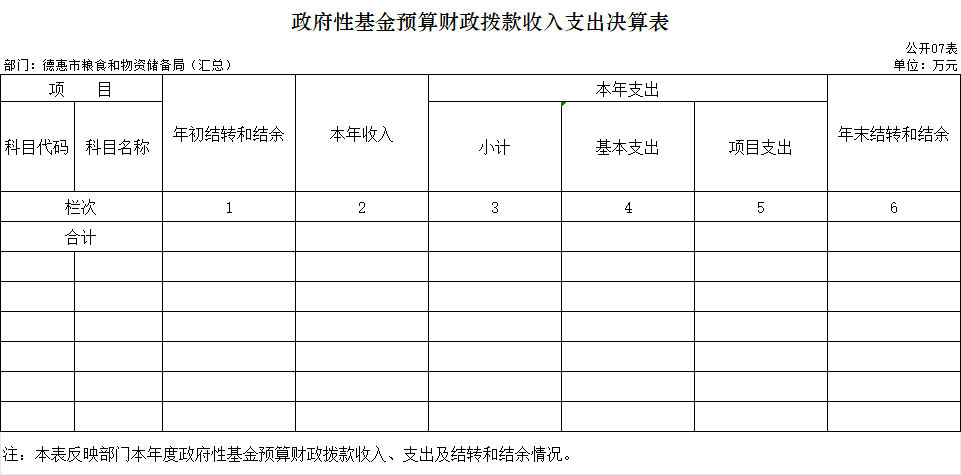 政府性基金预算财政拨款收入支出决算表
公开07表
部门：德惠市粮食和物资储备局（汇总）
单位：万元
项 目
年初结转和结余
本年收入
本年支出
年末结转和结余
科目代码
科目名称
小计
基本支出
项目支出
栏次
1
2
3
4
5
6
合计
注：本表反映部门本年度政府性基金预算财政拨款收入、支出及结转和结余情况。